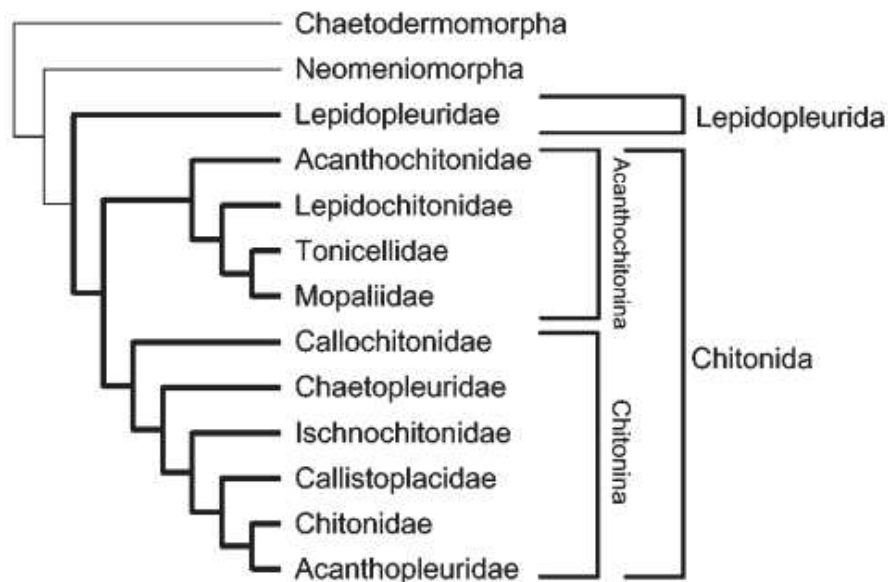 Chaetodermomorpha
Neomeniomorpha
Lepidopleuridae
Lepidopleurida
Acanthochitonidae
Lepidochitonidae
Tonicellidae
Mopaliidae
Acanthochitonina
Callochitonidae
Chaetopleuridae
Ischnochitonidae
Callistoplacidae
Chitonidae
Acanthopleuridae
Chitonina
Chitonida